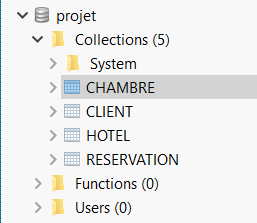 projet
Collections (5)
System
CHAMBRE
CLIENT
HOTEL
RESERVATION
Functions (0)
Users (0)